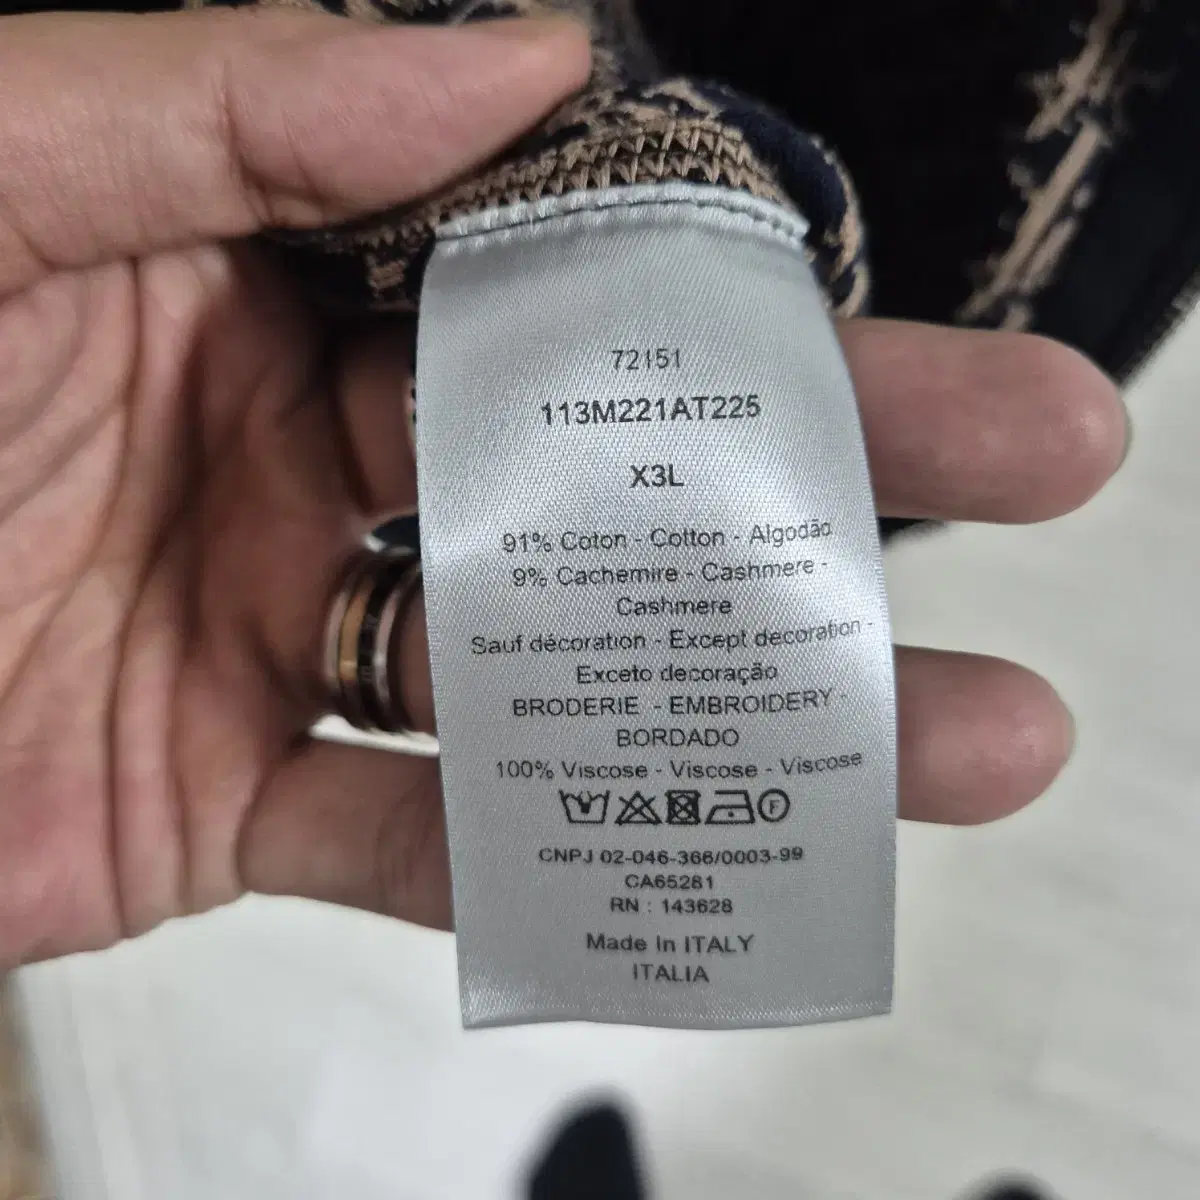 72151
113M221AT225
X3L
91% Coton - Cotton - Algodão
9% Cachemire - Cashmere -
Cashmere
Sauf décoration - Except decoration -
Exceto decoração
BRODERIE - EMBROIDERY -
BORDADO
100% Viscose - Viscose - Viscose
F
CNPJ 02-046-366/0003-99
CA65281
RN : 143628
Made In ITALY
ITALIA